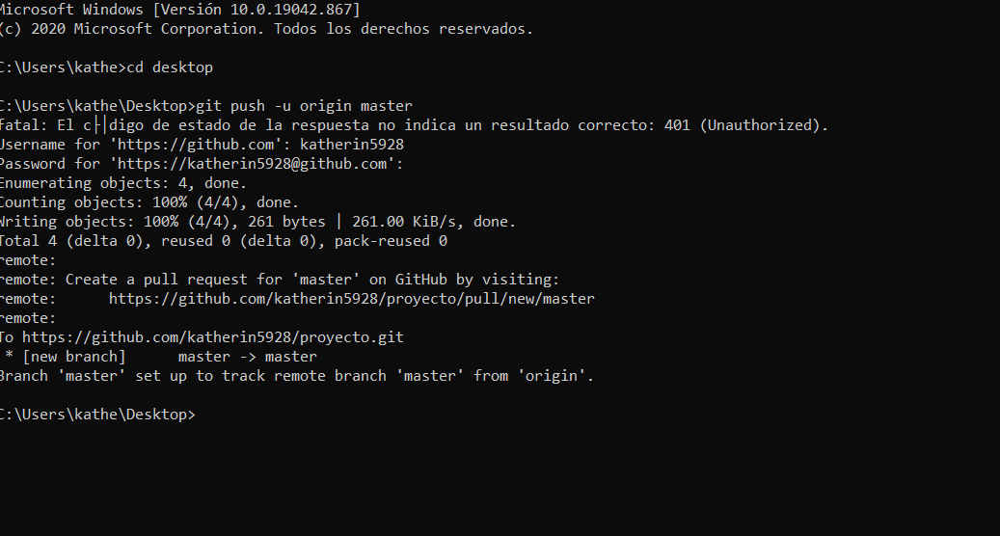 Microsoft Windows [Versión 10.0.19042.867]
(c) 2020 Microsoft Corporation. Todos los derechos reservados.
C:\Users\kathe>cd desktop
C:\Users\kathe\Desktop>git push -u origin master
fatal: El c├│digo de estado de la respuesta no indica un resultado correcto: 401 (Unauthorized).
Username for 'https://github.com': katherin5928
Password for 'https://katherin5928@github.com':
Enumerating objects: 4, done.
Counting objects: 100% (4/4), done.
Writing objects: 100% (4/4), 261 bytes | 261.00 KiB/s, done.
Total 4 (delta 0), reused 0 (delta 0), pack-reused 0
remote:
remote: Create a pull request for 'master' on GitHub by visiting:
remote:      https://github.com/katherin5928/proyecto/pull/new/master
remote:
To https://github.com/katherin5928/proyecto.git
 * [new branch]      master -> master
Branch 'master' set up to track remote branch 'master' from 'origin'.
C:\Users\kathe\Desktop>